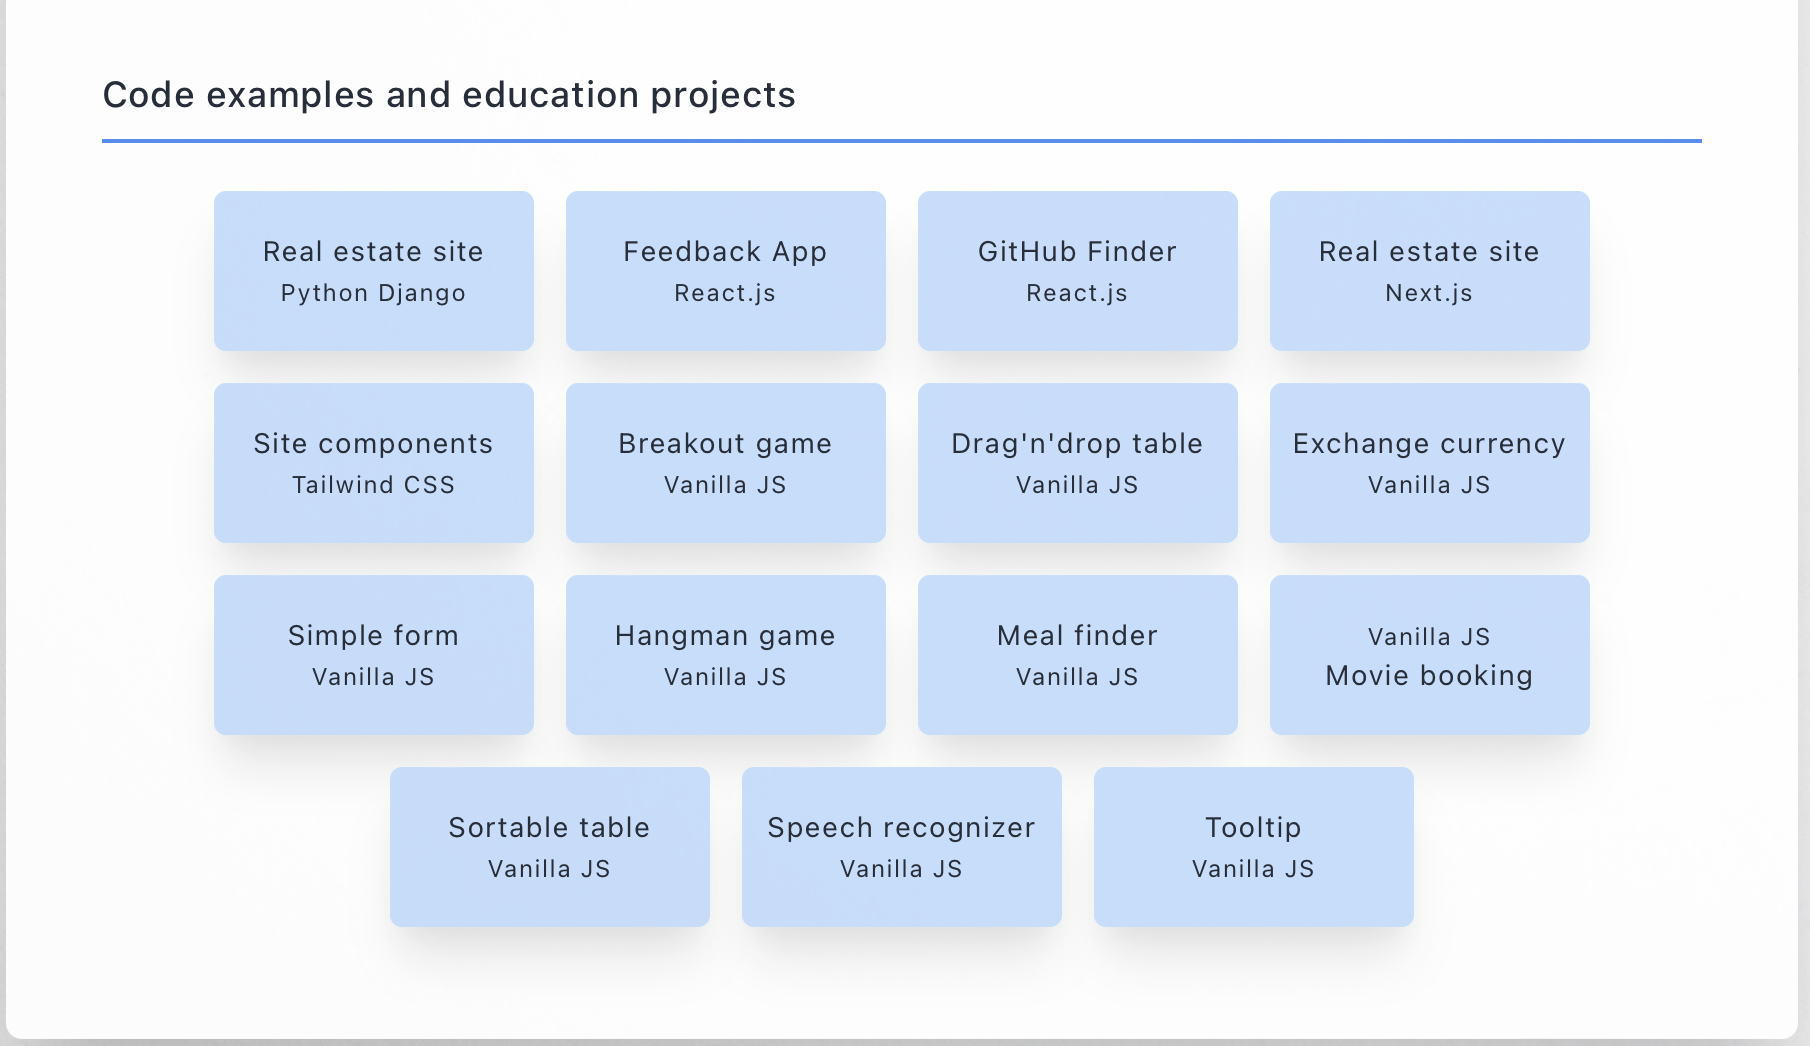 Code examples and education projects
Real estate site
Python Django
Feedback App
React.js
GitHub Finder
React.js
Real estate site
Next.js
Site components
Tailwind CSS
Breakout game
Vanilla JS
Drag'n'drop table
Vanilla JS
Exchange currency
Vanilla JS
Simple form
Vanilla JS
Hangman game
Vanilla JS
Meal finder
Vanilla JS
Vanilla JS
Movie booking
Sortable table
Vanilla JS
Speech recognizer
Vanilla JS
Tooltip
Vanilla JS